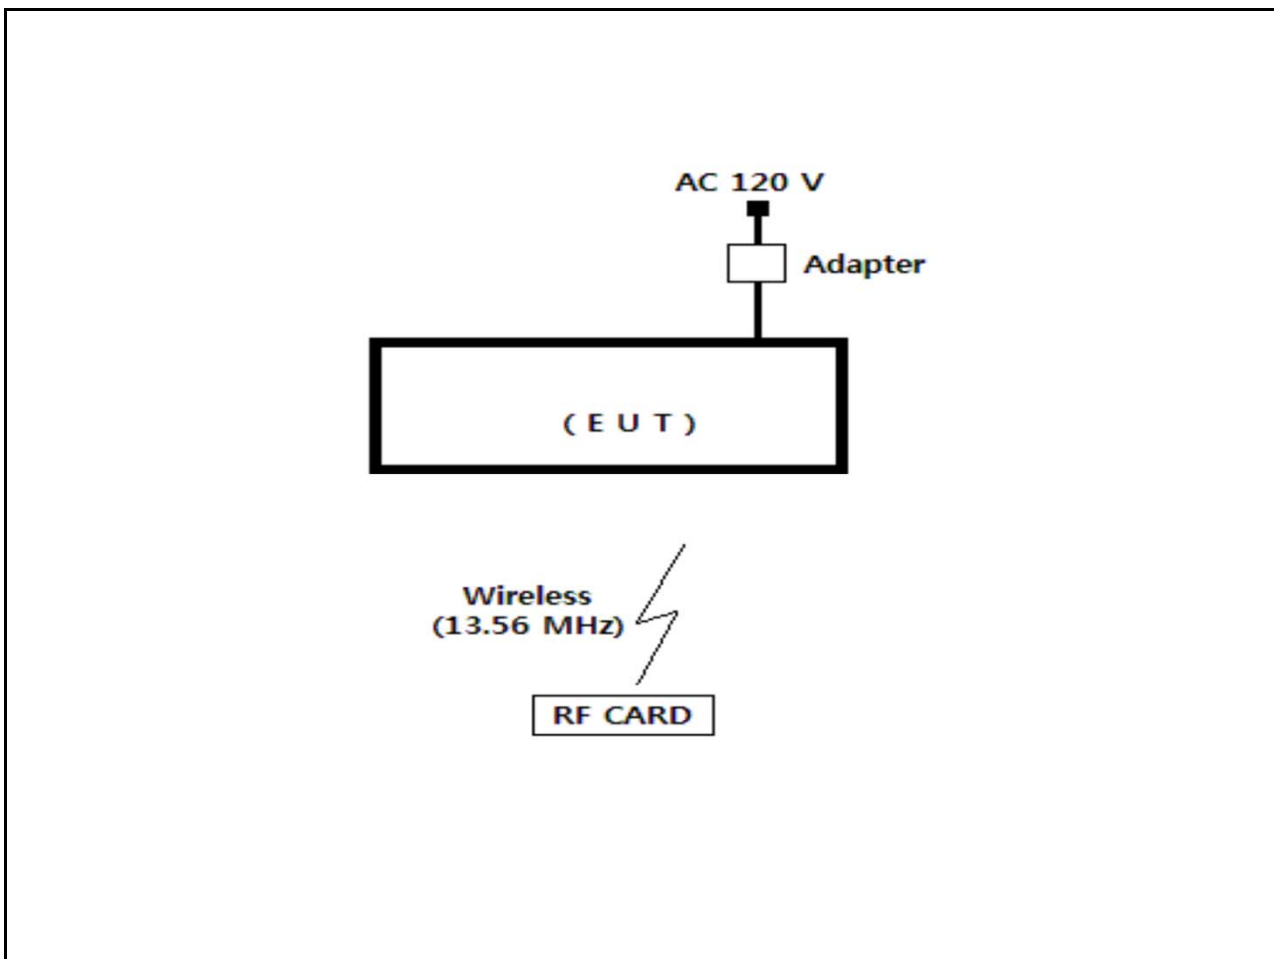 AC 120 V
Adapter
( E U T )
Wireless
(13.56 MHz)
RF CARD